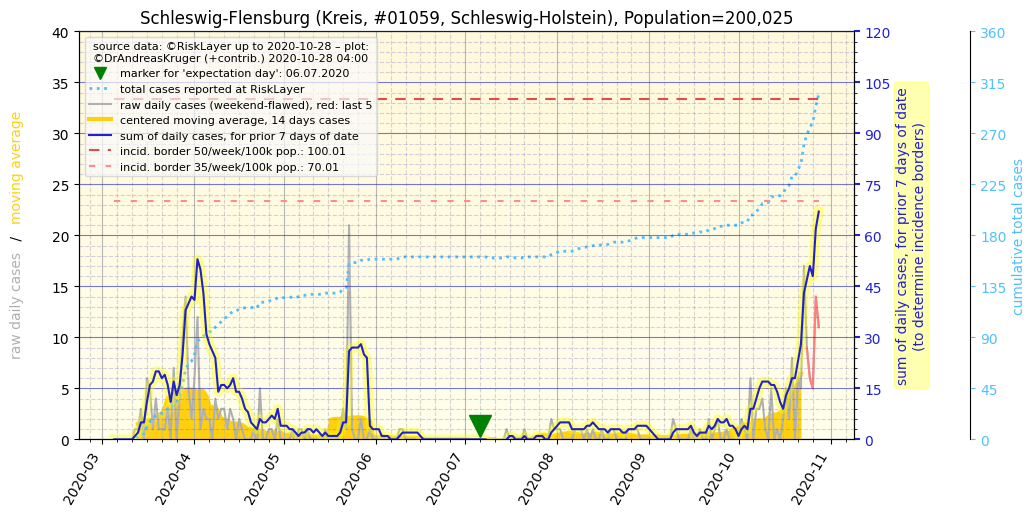 Schleswig-Flensburg (Kreis, #01059, Schleswig-Holstein), Population=200,025
source data: ©RiskLayer up to 2020-10-28 – plot:
©DrAndreasKruger (+contrib.) 2020-10-28 04:00
marker for 'expectation day': 06.07.2020
total cases reported at RiskLayer
raw daily cases (weekend-flawed), red: last 5
centered moving average, 14 days cases
sum of daily cases, for prior 7 days of date
incid. border 50/week/100k pop.: 100.01
incid. border 35/week/100k pop.: 70.01
raw daily cases / moving average
40
35
30
25
20
15
10
5
0
2020-03
2020-04
2020-05
2020-06
2020-07
2020-08
2020-09
2020-10
2020-11
120
105
90
75
60
45
30
15
0
sum of daily cases, for prior 7 days of date
(to determine incidence borders)
360
315
270
225
180
135
90
45
0
cumulative total cases